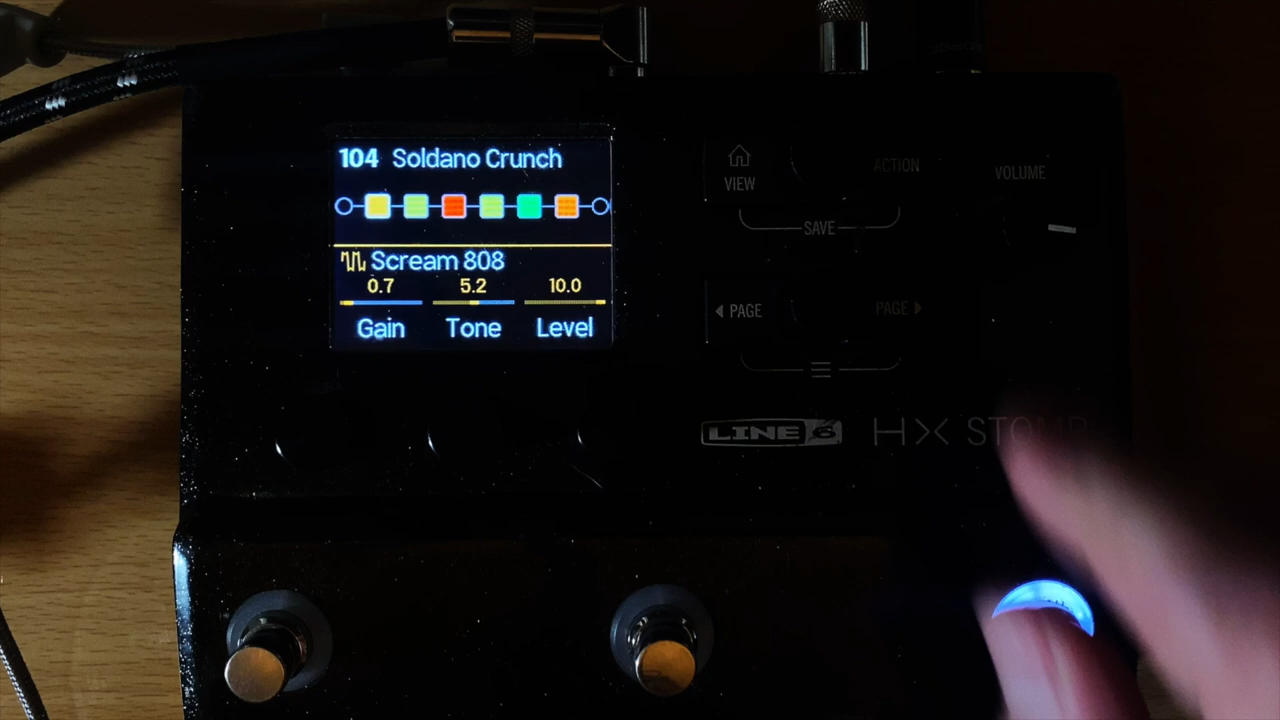 104 Soldano Crunch
Scream 808
0.7 5.2 10.0
Gain Tone Level
VIEW
ACTION
VOLUME
SAVE
PAGE
PAGE
LINE 6
HX STOMP